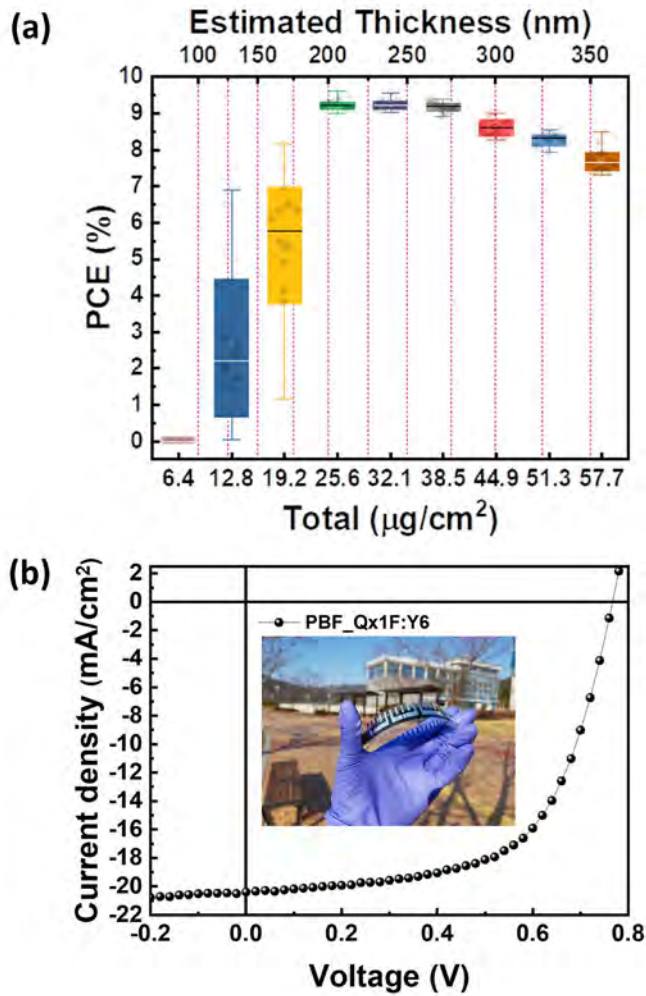 (a)
Estimated Thickness (nm)
100 150 200 250 300 350
10
9
8
7
6
5
4
3
2
1
0
PCE (%)
6.4 12.8 19.2 25.6 32.1 38.5 44.9 51.3 57.7
Total (μg/cm²)
(b)
2
0
-2
-4
-6
-8
-10
-12
-14
-16
-18
-20
-22
Current density (mA/cm²)
PBF_Qx1F:Y6
-0.2 0.0 0.2 0.4 0.6 0.8
Voltage (V)